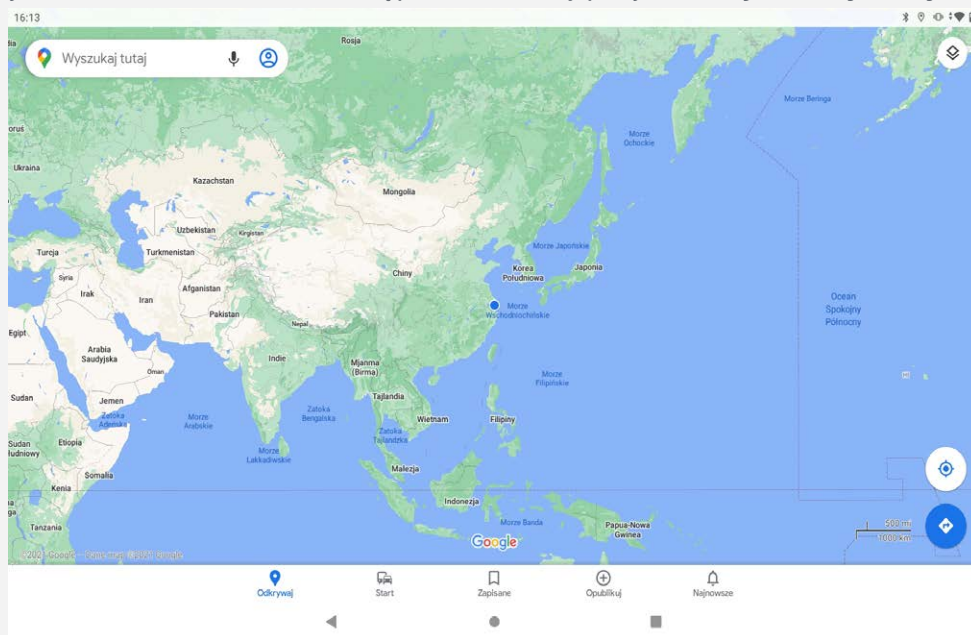 16:13
Wyszukaj tutaj
Rosja
Morze Beringa
Morze
Ochockie
Ukraina
Kazachstan
Mongolia
Uzbekistan
Kirgistan
Turcja
Turkmenistan
Morze Japońskie
Syria
Chiny
Korea
Południowa
Japonia
Irak
Iran
Afganistan
Pakistan
Morze
Wschodniochińskie
Ocean
Spokojny
Północny
Egipt
Nepal
Arabia
Saudyjska
Indie
Oman
Mjanma
(Birma)
Morze
Filipińskie
Sudan
Jemen
Tajlandia
Zatoka
Adeńska
Morze
Arabskie
Zatoka
Bengalska
Wietnam
Filipiny
Sudan
łudniowy
Etiopia
Zatoka
Tajlandzka
Morze
Lakkadiwskie
Somalia
Malezja
Kenia
Indonezja
Tanzania
Morze Banda
Papua-Nowa
Gwinea
500 mi
1000 km
Google
Odkrywaj
Start
Zapisane
Opublikuj
Najnowsze